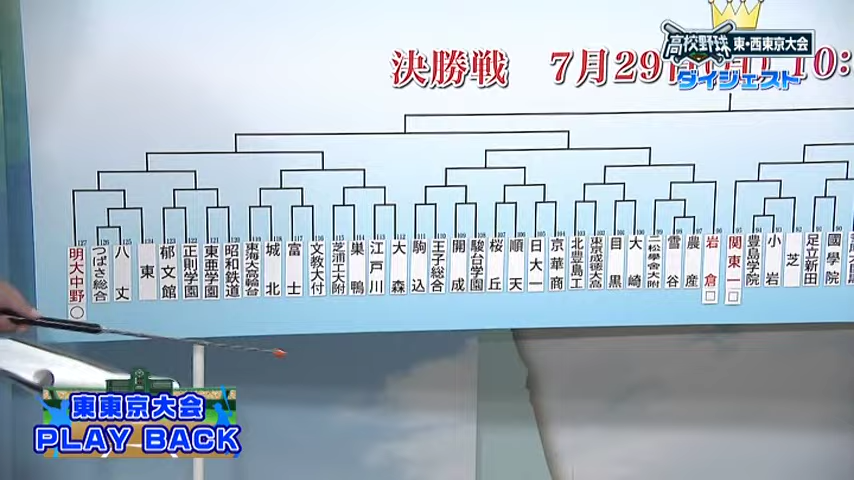 高校野球 東・西東京大会
ダイジェスト
決勝戦 7月29日 10:
明大中野○
つばさ総合
八丈
東
郁文館
正則学園
東亜学園
昭和鉄道
東海大高輪台
城北
富士
文教大付
芝浦工大附
巣鴨
江戸川
大森
駒込
王子総合
開成
駿台学園
桜丘
順天
日大一
京華商
北豊島工
東京成徳大高
目黒
大崎
二松學舍大附
雪谷
農産
岩倉□
関東一□
豊島学院
小岩
芝
足立新田
國學院
東東京大会
PLAY BACK